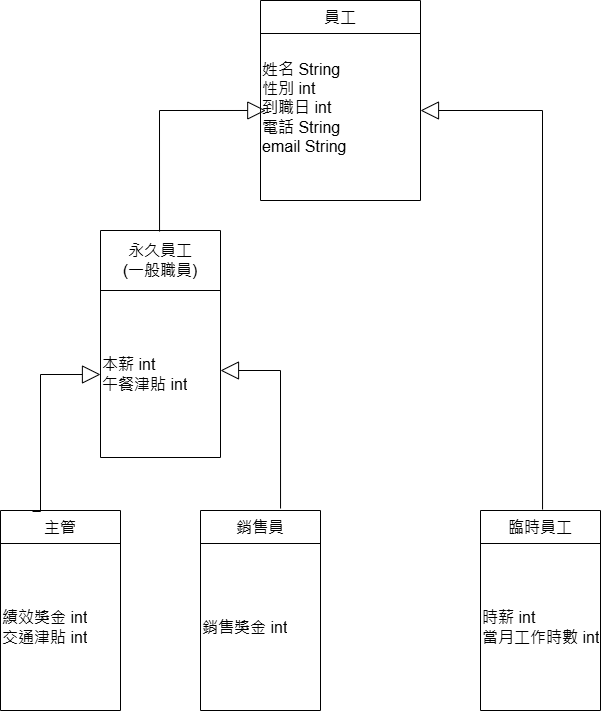 員工
姓名 String
性別 int
到職日 int
電話 String
email String
永久員工
(一般職員)
本薪 int
午餐津貼 int
主管
績效獎金 int
交通津貼 int
銷售員
銷售獎金 int
臨時員工
時薪 int
當月工作時數 int